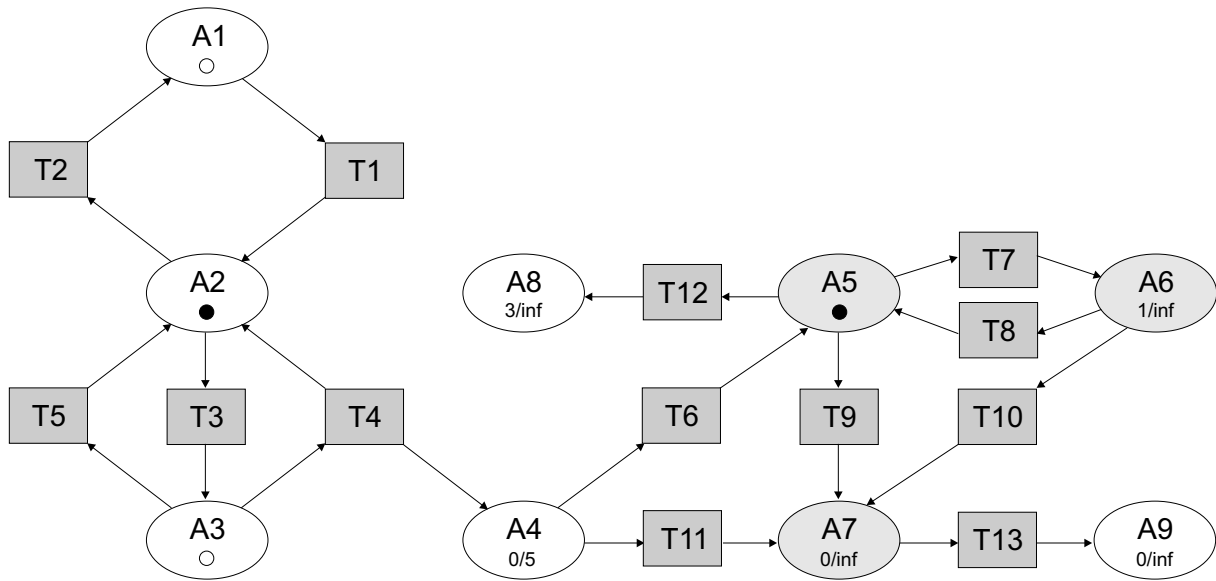 A1
T2
T1
A2
A8
3/inf
T12
A5
T7
T8
A6
1/inf
T5
T3
T4
T6
T9
T10
A3
A4
0/5
T11
A7
0/inf
T13
A9
0/inf